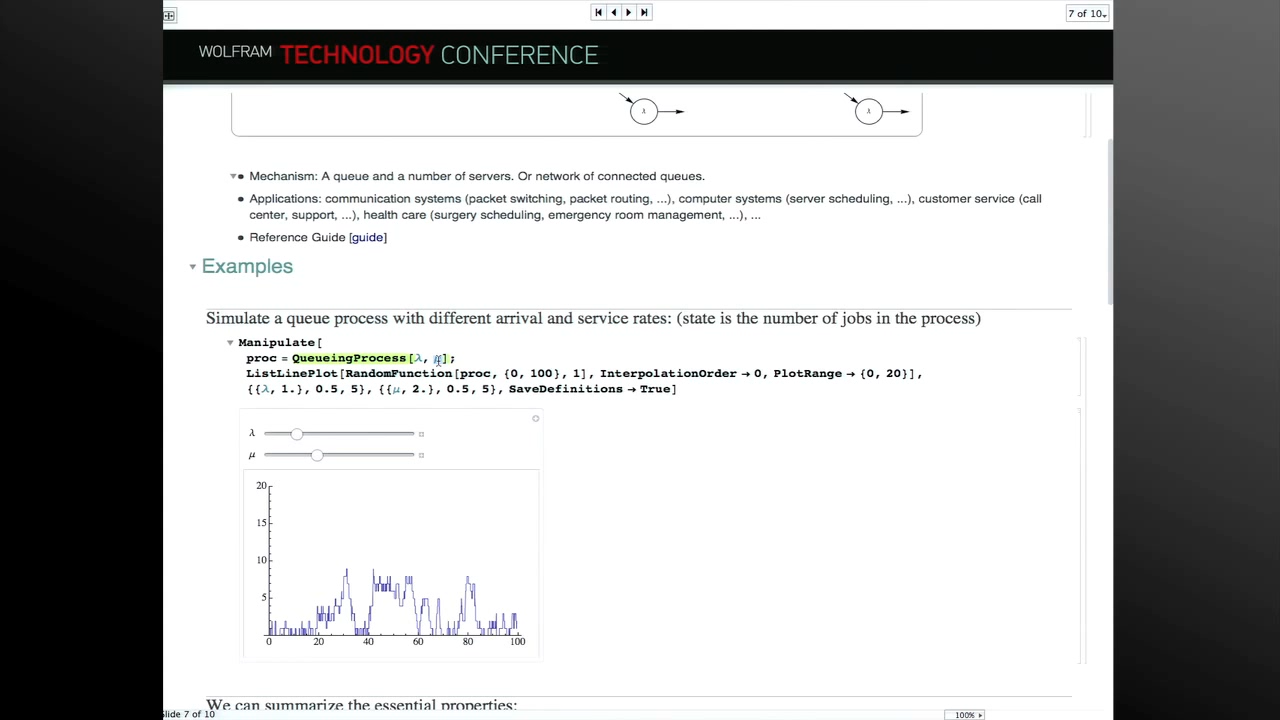 7 of 10
WOLFRAM TECHNOLOGY CONFERENCE
λ λ
Mechanism: A queue and a number of servers. Or network of connected queues.
Applications: communication systems (packet switching, packet routing, ...), computer systems (server scheduling, ...), customer service (call
center, support, ...), health care (surgery scheduling, emergency room management, ...), ...
Reference Guide [guide]
Examples
Simulate a queue process with different arrival and service rates: (state is the number of jobs in the process)
Manipulate[
proc = QueueingProcess[λ, μ];
ListLinePlot[RandomFunction[proc, {0, 100}, 1], InterpolationOrder → 0, PlotRange → {0, 20}],
{{λ, 1.}, 0.5, 5}, {{μ, 2.}, 0.5, 5}, SaveDefinitions → True]
λ
μ
20
15
10
5
0 20 40 60 80 100
We can summarize the essential properties:
Slide 7 of 10
100%